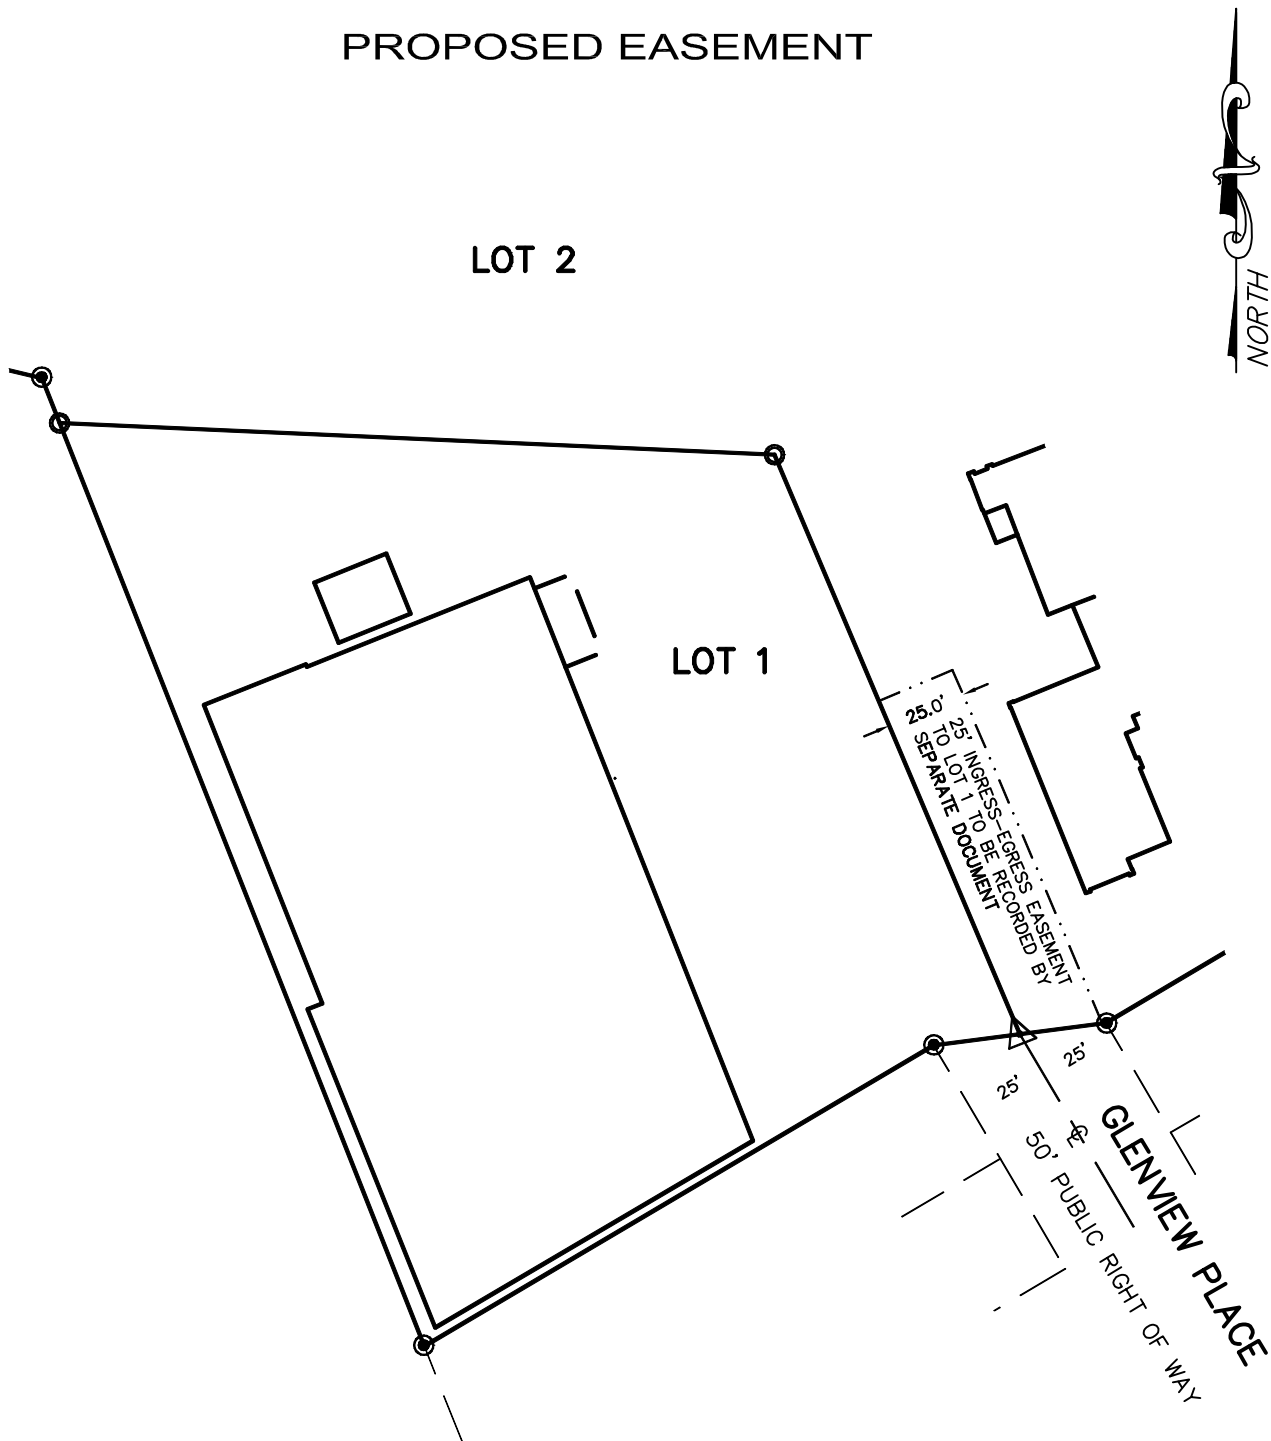 PROPOSED EASEMENT
NORTH
LOT 2
LOT 1
25.0'
25' INGRESS-EGRESS EASEMENT
TO LOT 1 TO BE RECORDED BY
SEPARATE DOCUMENT
25'
25'
℄
GLENVIEW PLACE
50' PUBLIC RIGHT OF WAY